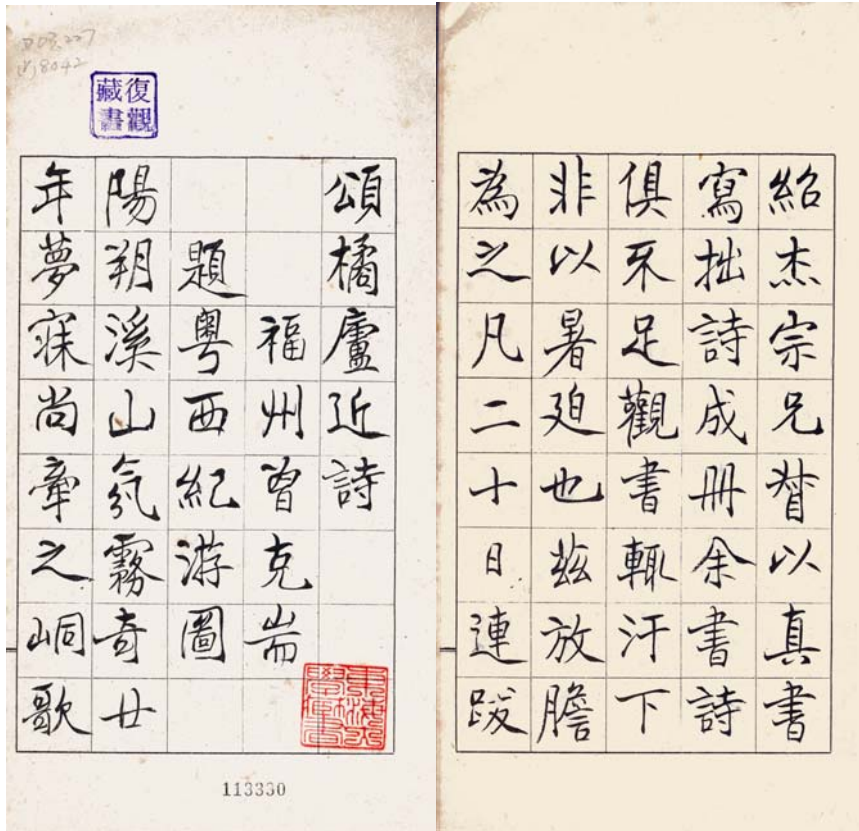 復觀
藏書
頌橘廬近詩
福州曾克耑
題粵西紀游圖
陽朔溪山氛霧奇廿
年夢寐尚牽之峒歌
113330
紹杰宗兄督以真書
寫拙詩成冊余書詩
俱不足觀書輒汗下
非以暑迫也茲放膽
為之凡二十日連跋